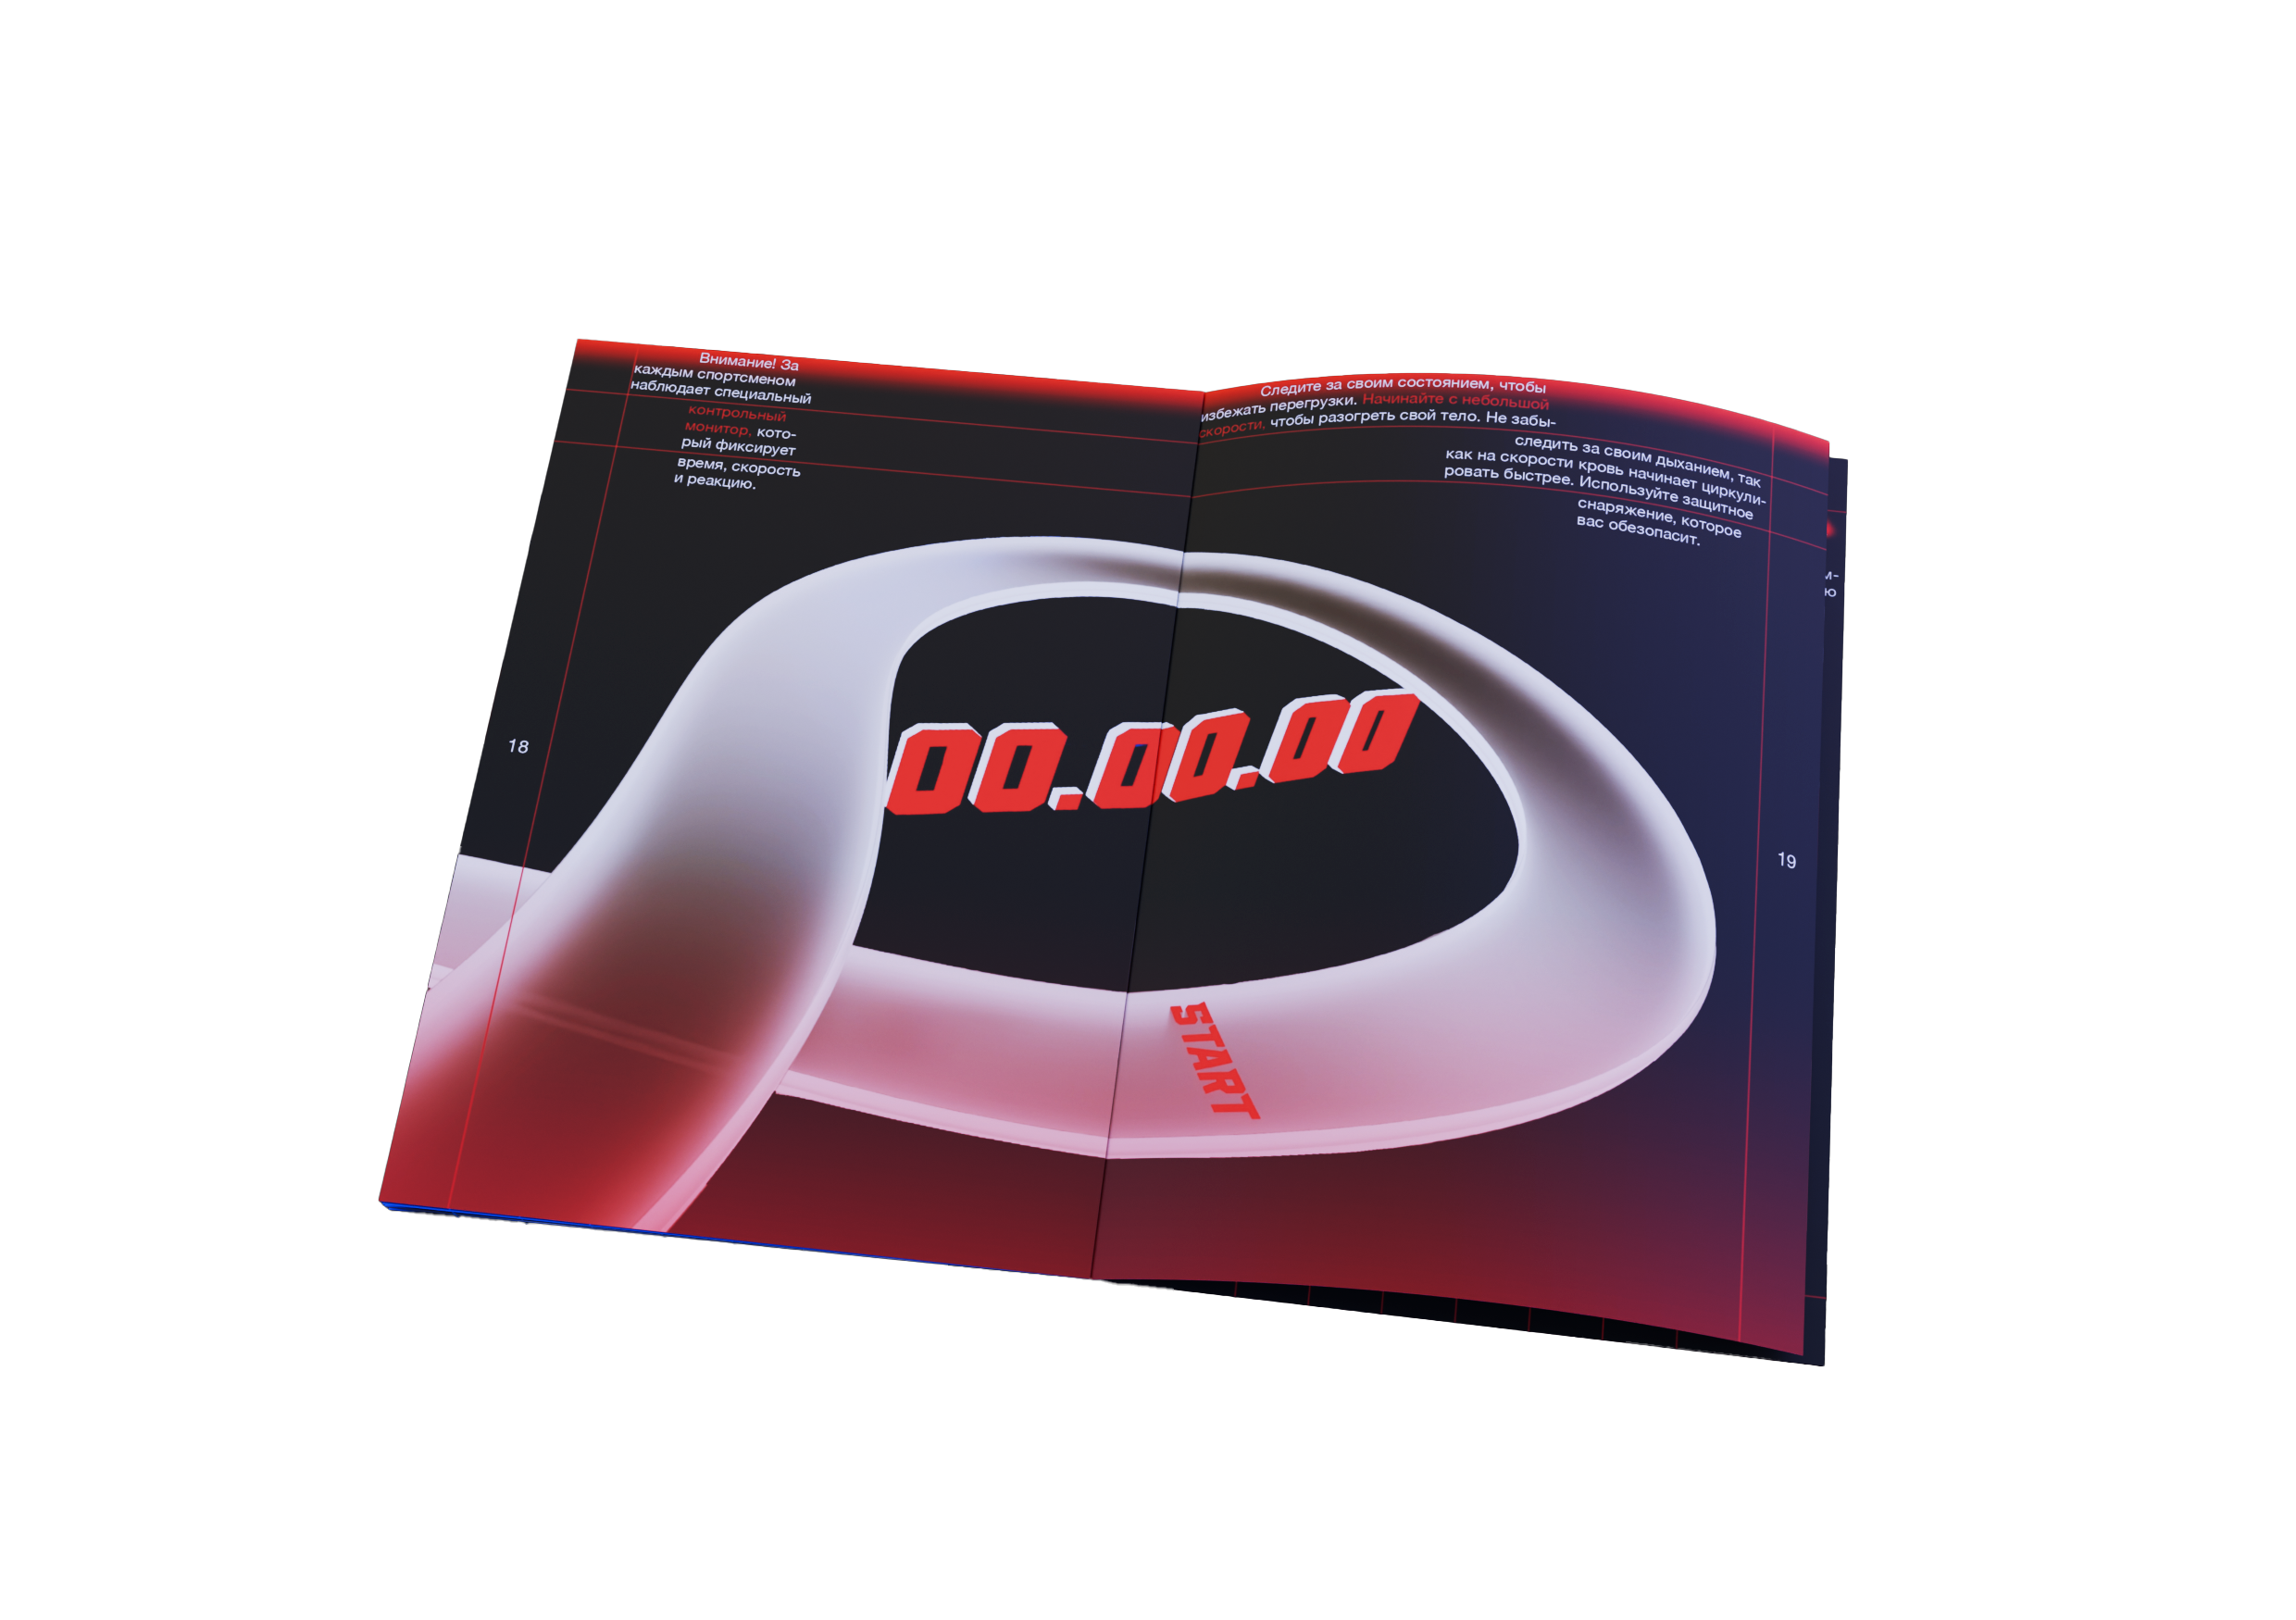 Внимание! За
каждым спортсменом
наблюдает специальный
контрольный
монитор, кото-
рый фиксирует
время, скорость
и реакцию.
18
Следите за своим состоянием, чтобы
избежать перегрузки. Начинайте с небольшой
скорости, чтобы разогреть свой тело. Не забы-
следить за своим дыханием, так
как на скорости кровь начинает циркули-
ровать быстрее. Используйте защитное
снаряжение, которое
вас обезопасит.
00.00.00
START
19
м-
ю